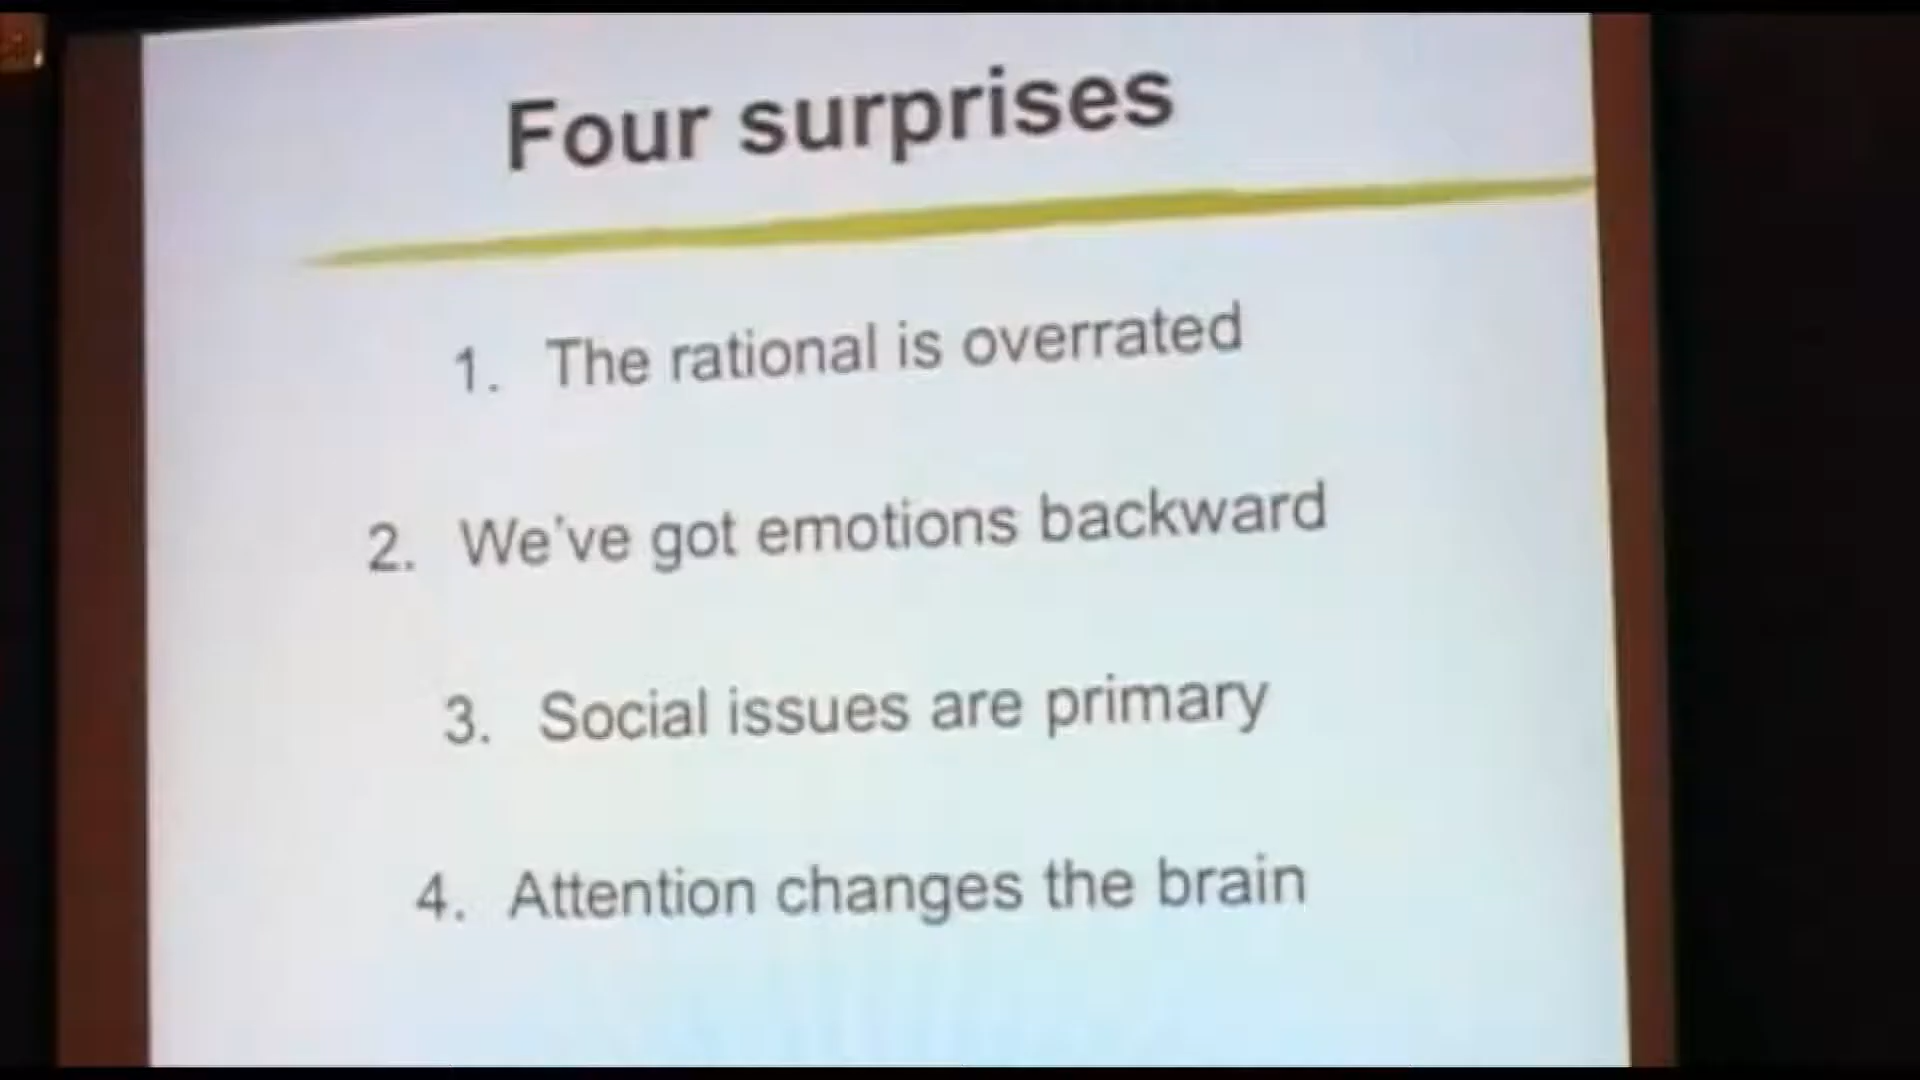 Four surprises
1. The rational is overrated
2. We've got emotions backward
3. Social issues are primary
4. Attention changes the brain